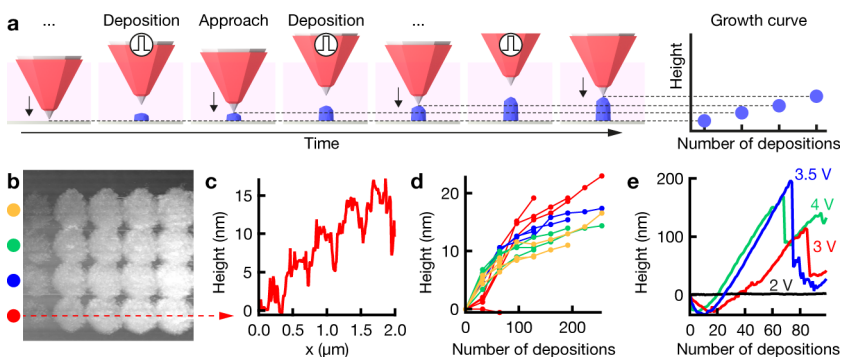 a
...
Deposition
Approach
Deposition
...
Growth curve
Height
Time
Number of depositions
b
c
Height (nm)
15
10
5
0
0.0
0.5
1.0
1.5
2.0
x (μm)
d
Height (nm)
20
10
0
0
100
200
Number of depositions
e
Height (nm)
200
100
0
0
20
40
60
80
Number of depositions
3.5 V
4 V
3 V
2 V